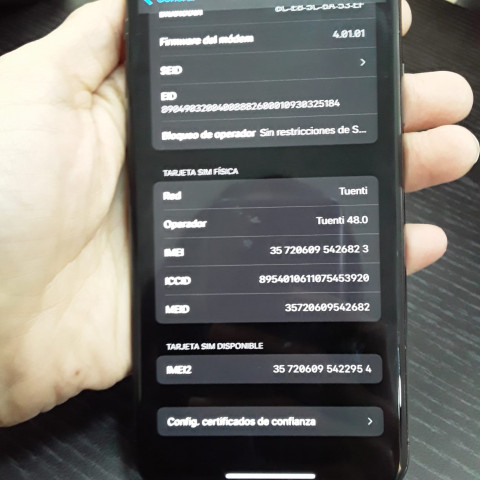 Firmware del módem 4.01.01
SEID
EID
89049032084088882600010930325184
Bloqueo de operador Sin restricciones de S...
TARJETA SIM FÍSICA
Red Tuenti
Operador Tuenti 48.0
IMEI 35 720609 542682 3
ICCID 8954010611075453920
MEID 35720609542682
TARJETA SIM DISPONIBLE
IMEI2 35 720609 542295 4
Config. certificados de confianza